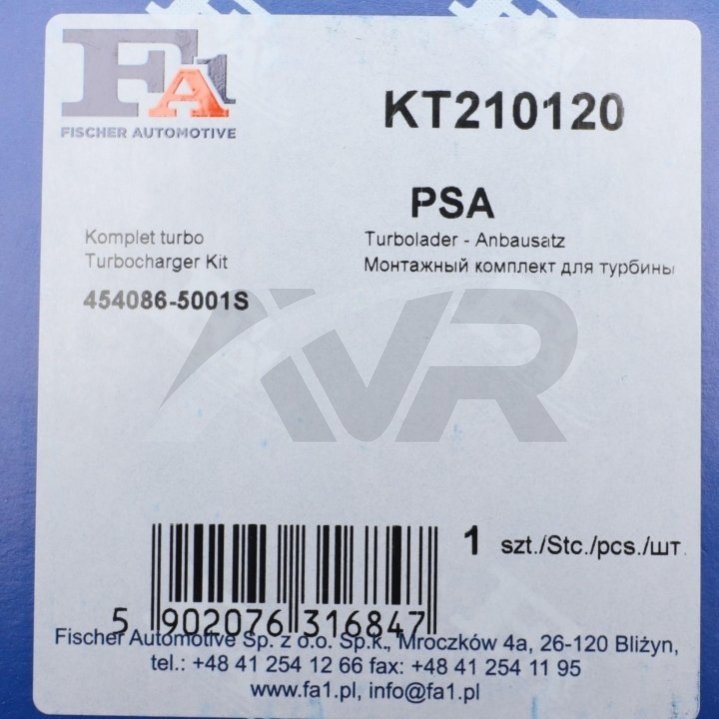 FA1
FISCHER AUTOMOTIVE
KT210120
PSA
Komplet turbo
Turbocharger Kit
454086-5001S
Turbolader - Anbausatz
Монтажный комплект для турбины
AVR
1 szt./Stc./pcs./шт.
5 902076 316847
Fischer Automotive Sp. z o.o. Sp.k., Mroczków 4a, 26-120 Bliżyn,
tel.: +48 41 254 12 66 fax: +48 41 254 11 95
www.fa1.pl, info@fa1.pl